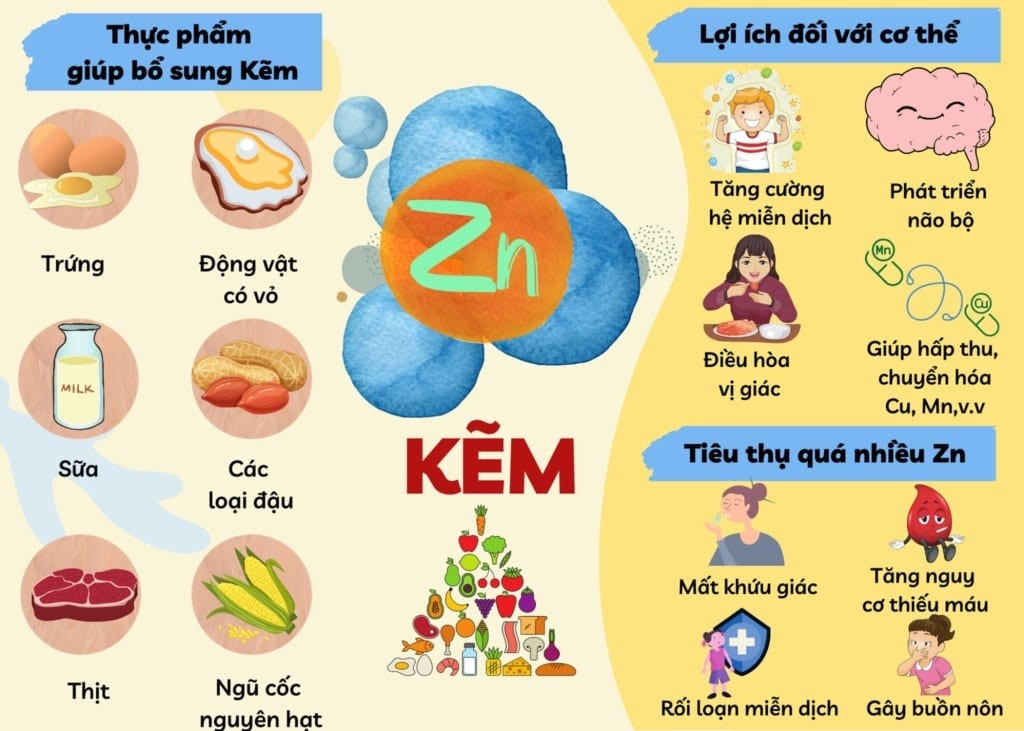 Thực phẩm
giúp bổ sung Kẽm
Trứng
Động vật
có vỏ
MILK
Sữa
Các
loại đậu
Thịt
Ngũ cốc
nguyên hạt
Zn
KẼM
Lợi ích đối với cơ thể
Tăng cường
hệ miễn dịch
Phát triển
não bộ
Điều hòa
vị giác
Mn
Cu
Giúp hấp thu,
chuyển hóa
Cu, Mn,v.v
Tiêu thụ quá nhiều Zn
Mất khứu giác
Tăng nguy
cơ thiếu máu
Rối loạn miễn dịch
Gây buồn nôn